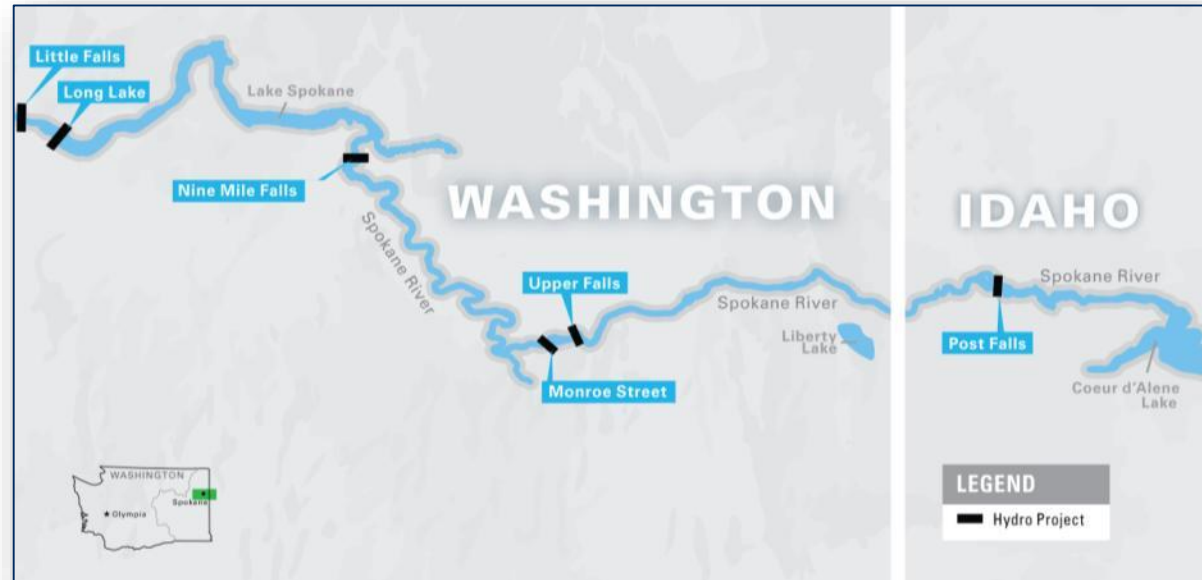 Little Falls
Long Lake
Lake Spokane
Nine Mile Falls
WASHINGTON
IDAHO
Spokane River
Upper Falls
Spokane River
Spokane River
Liberty
Lake
Post Falls
Monroe Street
Coeur d'Alene
Lake
WASHINGTON
Spokane
Olympia
LEGEND
Hydro Project